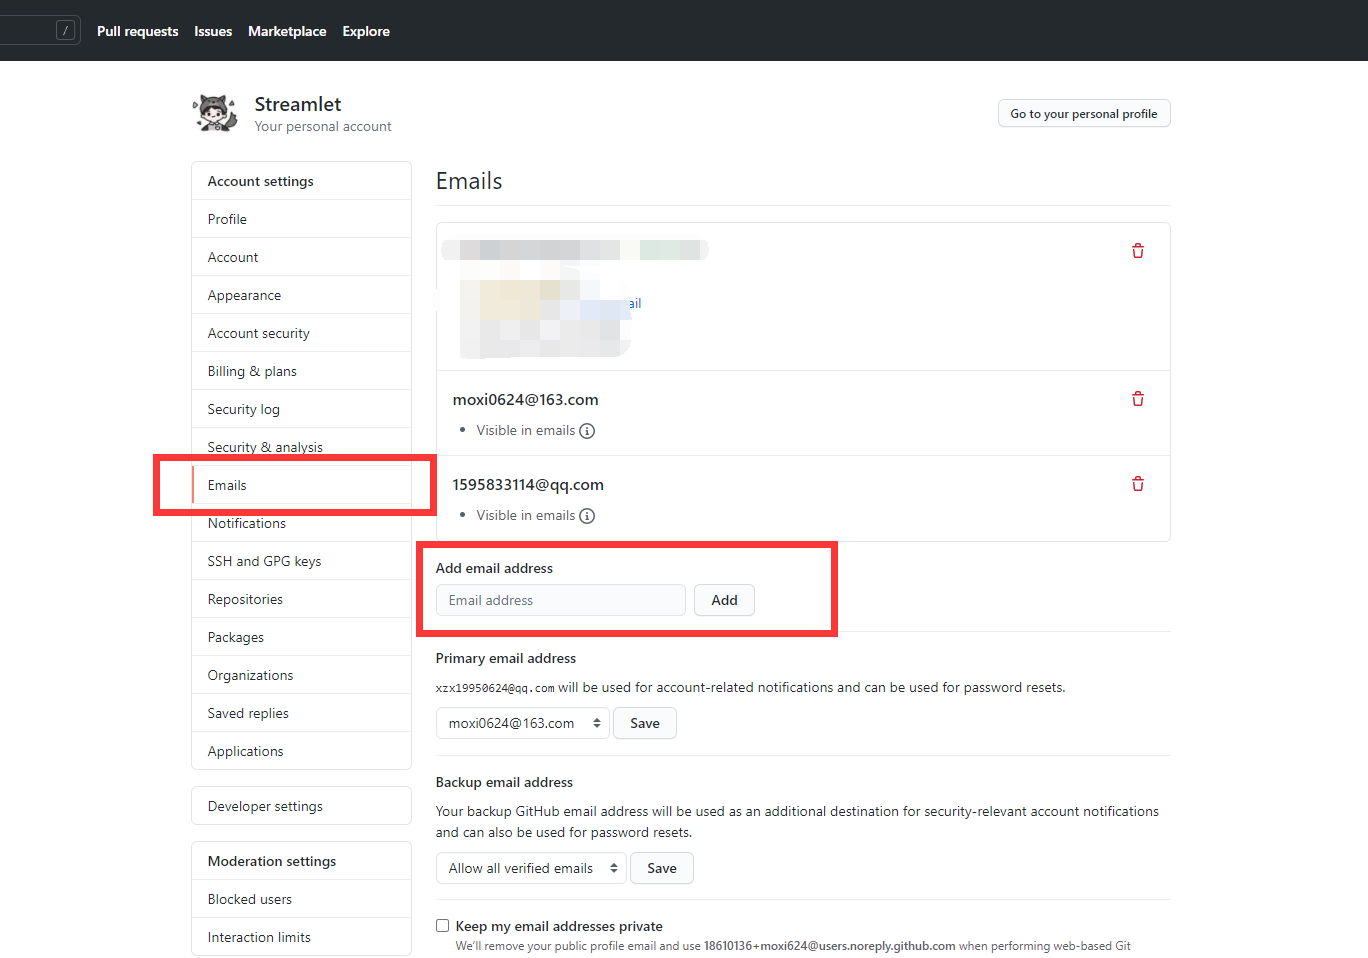 / Pull requests Issues Marketplace Explore
Streamlet
Your personal account
Go to your personal profile
Account settings
Profile
Account
Appearance
Account security
Billing & plans
Security log
Security & analysis
Emails
Notifications
SSH and GPG keys
Repositories
Packages
Organizations
Saved replies
Applications
Developer settings
Moderation settings
Blocked users
Interaction limits
Emails
ail
moxi0624@163.com
Visible in emails
1595833114@qq.com
Visible in emails
Add email address
Email address Add
Primary email address
xzx19950624@qq.com will be used for account-related notifications and can be used for password resets.
moxi0624@163.com Save
Backup email address
Your backup GitHub email address will be used as an additional destination for security-relevant account notifications
and can also be used for password resets.
Allow all verified emails Save
Keep my email addresses private
We'll remove your public profile email and use 18610136+moxi624@users.noreply.github.com when performing web-based Git